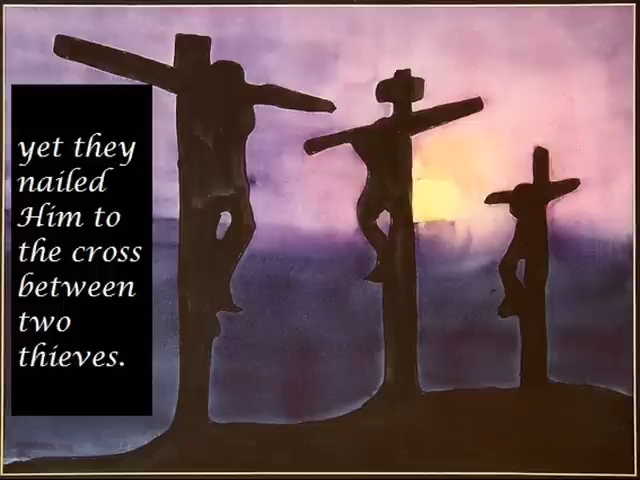 yet they
nailed
Him to
the cross
between
two
thieves.